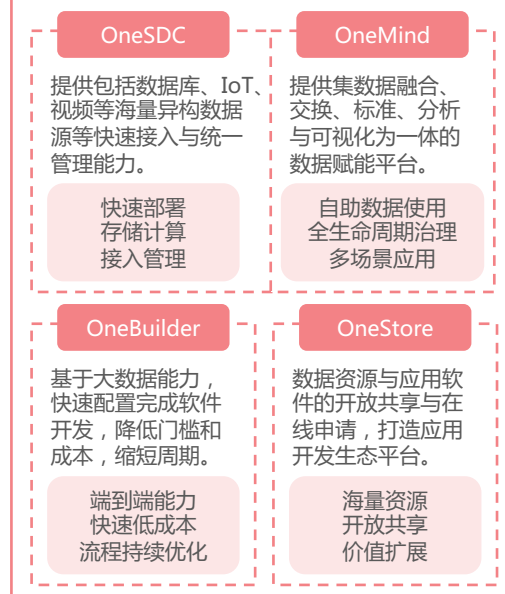 OneSDC
提供包括数据库、IoT、
视频等海量异构数据
源等快速接入与统一
管理能力。
快速部署
存储计算
接入管理
OneMind
提供集数据融合、
交换、标准、分析
与可视化为一体的
数据赋能平台。
自助数据使用
全生命周期治理
多场景应用
OneBuilder
基于大数据能力，
快速配置完成软件
开发，降低门槛和
成本，缩短周期。
端到端能力
快速低成本
流程持续优化
OneStore
数据资源与应用软
件的开放共享与在
线申请，打造应用
开发生态平台。
海量资源
开放共享
价值扩展